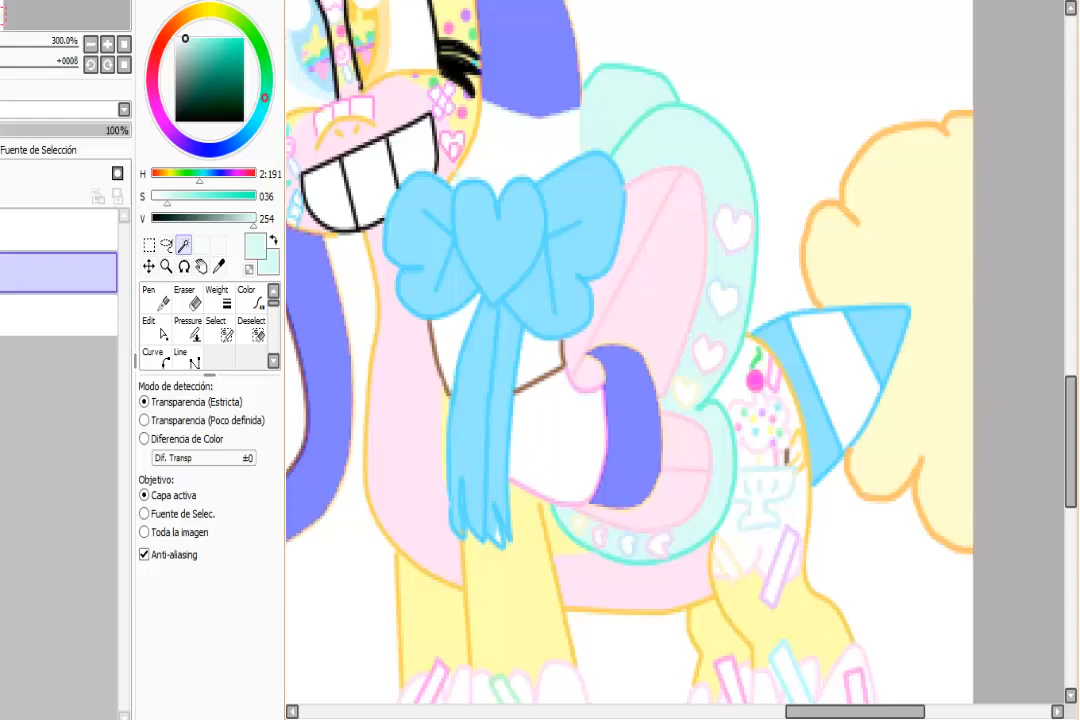 300.0%
+0008
100%
Fuente de Selección
H 2:191
S 036
V 254
Pen Eraser Weight Color
Edit Pressure Select Deselect
Curve Line
Modo de detección:
Transparencia (Estricta)
Transparencia (Poco definida)
Diferencia de Color
Dif. Transp ±0
Objetivo:
Capa activa
Fuente de Selec.
Toda la imagen
Anti-aliasing